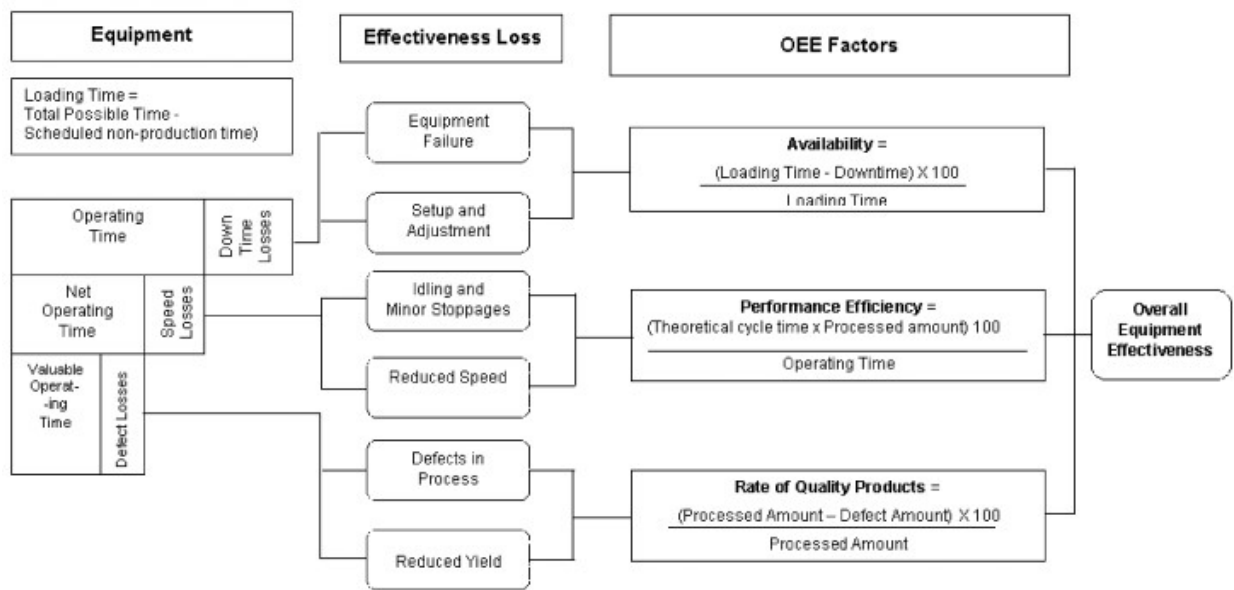 Equipment
Effectiveness Loss
OEE Factors
Loading Time =
Total Possible Time -
Scheduled non-production time)
Equipment
Failure
Setup and
Adjustment
Availability =
(Loading Time - Downtime) X 100
Loading Time
Operating
Time
Down
Time
Losses
Net
Operating
Time
Speed
Losses
Valuable
Operat-
-ing
Time
Defect Losses
Idling and
Minor Stoppages
Reduced Speed
Performance Efficiency =
(Theoretical cycle time x Processed amount) 100
Operating Time
Overall
Equipment
Effectiveness
Defects in
Process
Reduced Yield
Rate of Quality Products =
(Processed Amount – Defect Amount) X 100
Processed Amount